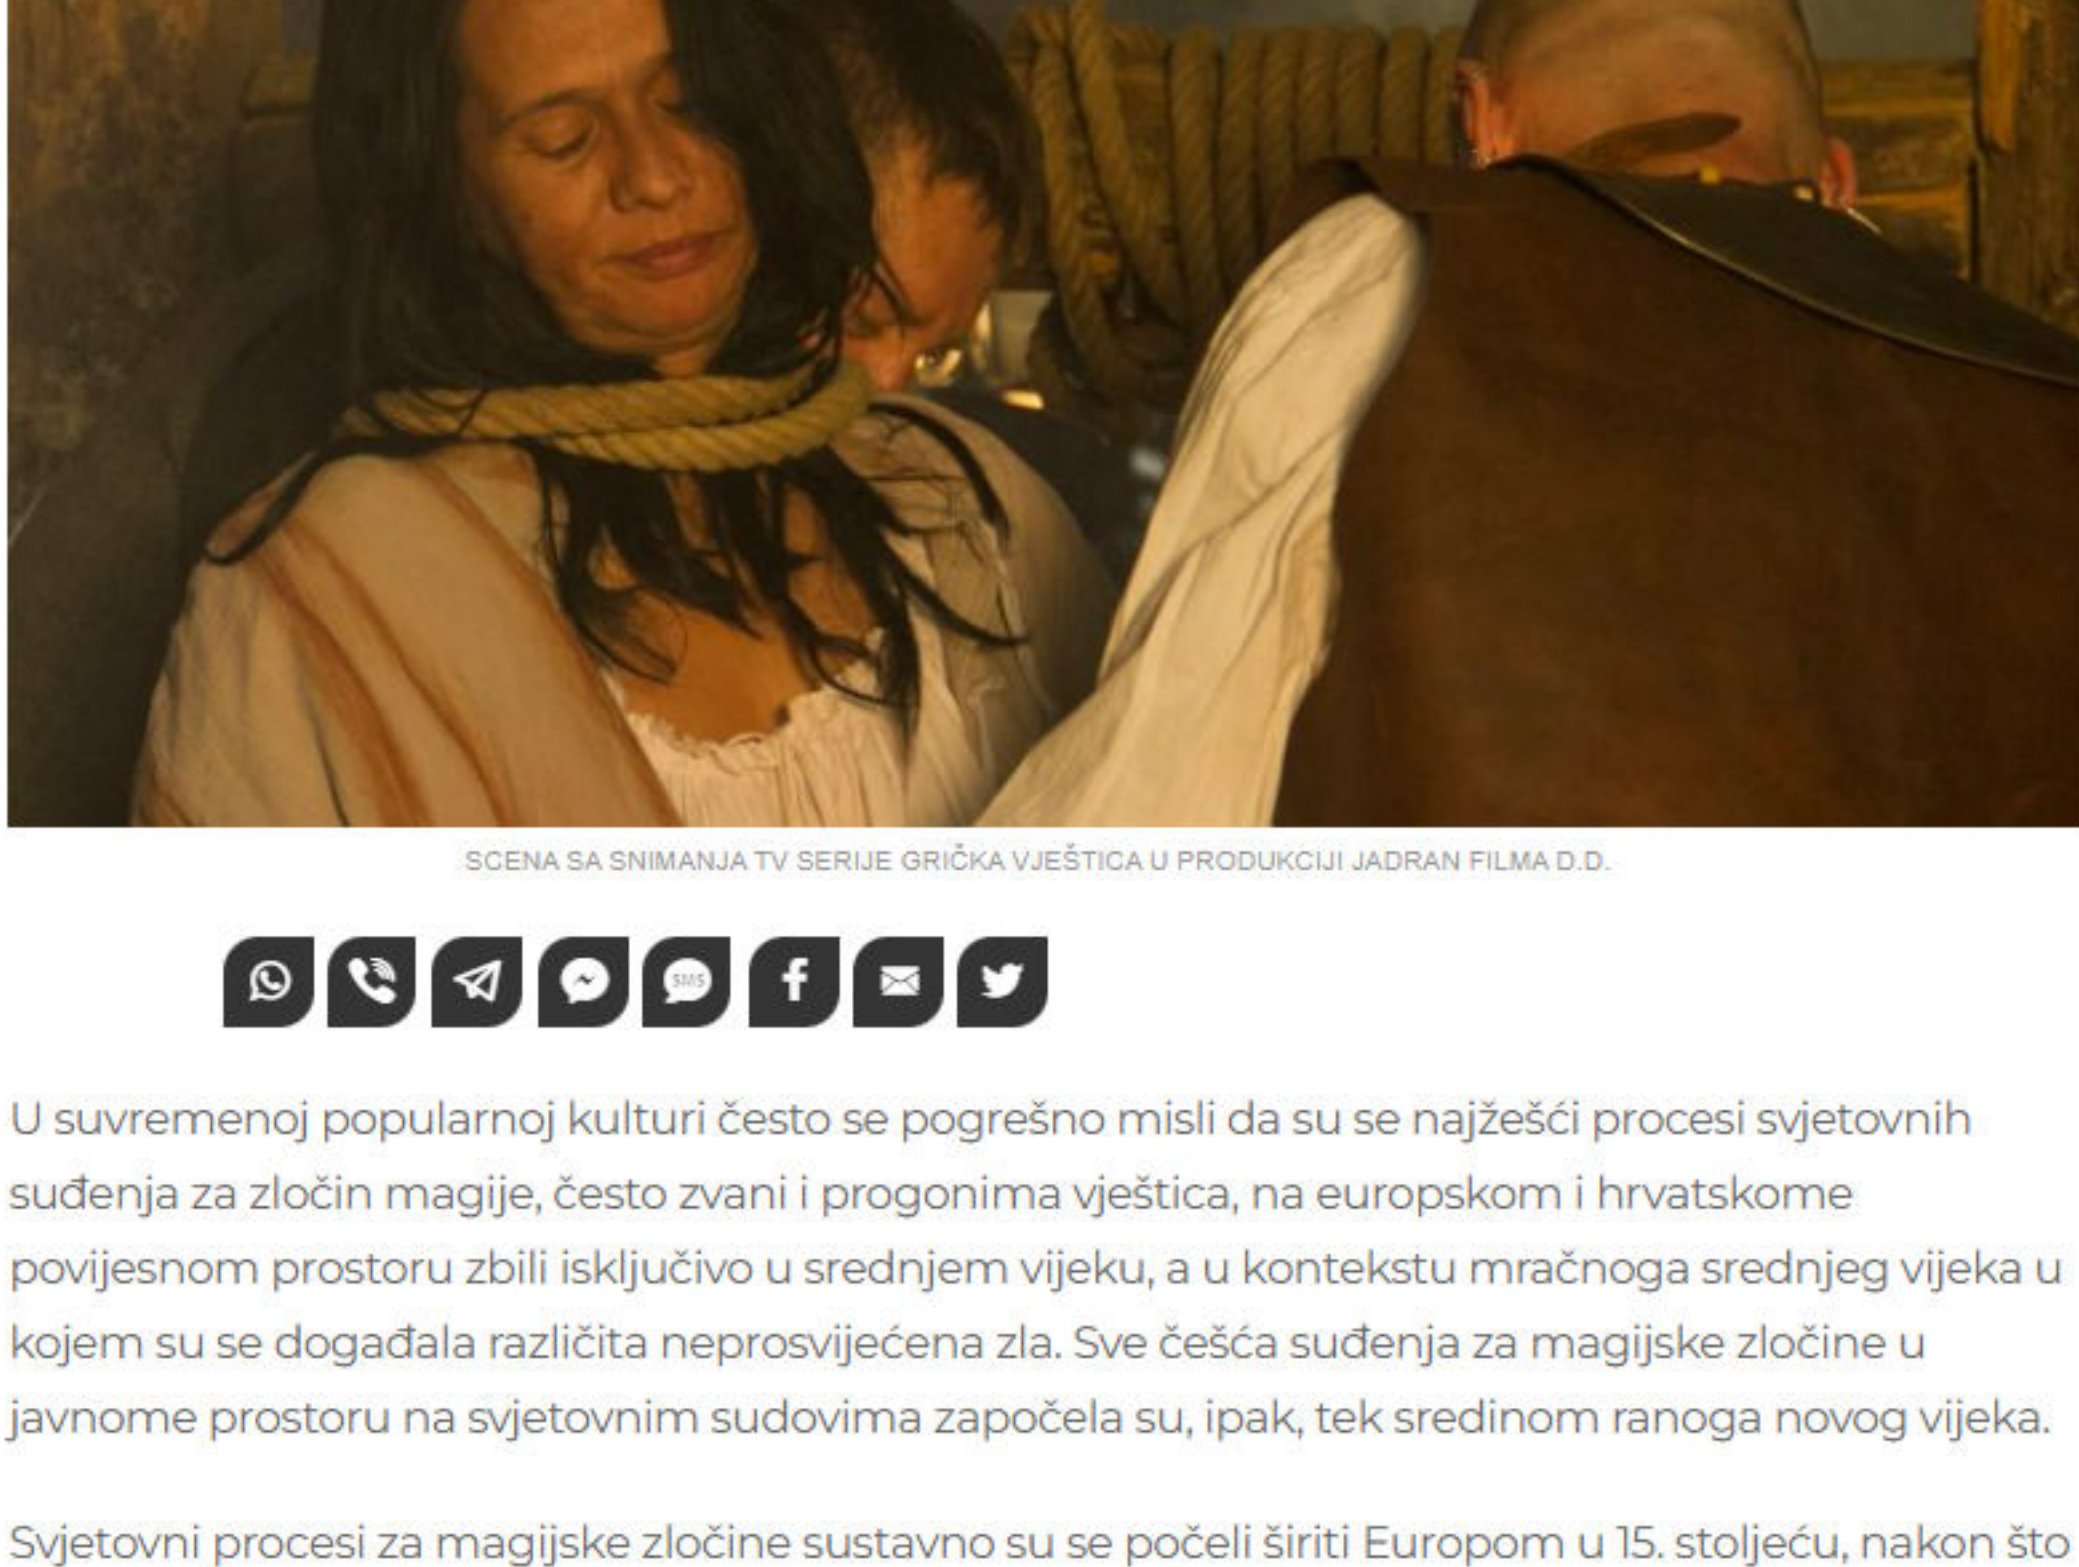 SCENA SA SNIMANJA TV SERIJE GRIČKA VJEŠTICA U PRODUKCIJI JADRAN FILMA D.D.
SMS
U suvremenoj popularnoj kulturi često se pogrešno misli da su se najžešći procesi svjetovnih
suđenja za zločin magije, često zvani i progonima vještica, na europskom i hrvatskome
povijesnom prostoru zbili isključivo u srednjem vijeku, a u kontekstu mračnoga srednjeg vijeka u
kojem su se događala različita neprosvijećena zla. Sve češća suđenja za magijske zločine u
javnome prostoru na svjetovnim sudovima započela su, ipak, tek sredinom ranoga novog vijeka.
Svjetovni procesi za magijske zločine sustavno su se počeli širiti Europom u 15. stoljeću, nakon što